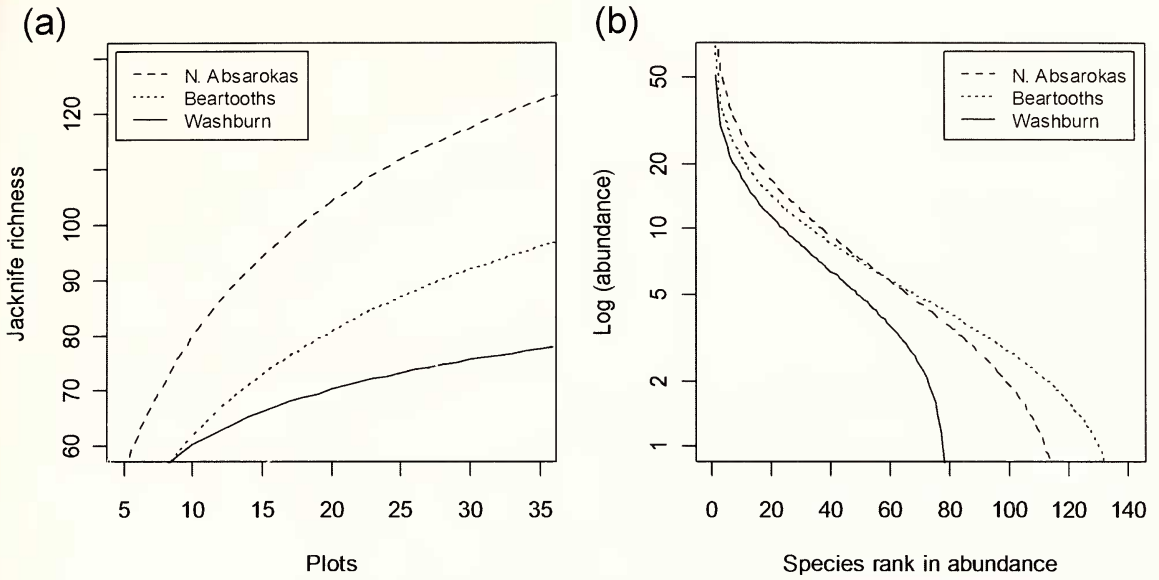 (a)
N. Absarokas
Beartooths
Washburn
Jacknife richness
60 70 80 90 100 120
5 10 15 20 25 30 35
Plots
(b)
N. Absarokas
Beartooths
Washburn
Log (abundance)
1 2 5 10 20 50
0 20 40 60 80 100 120 140
Species rank in abundance